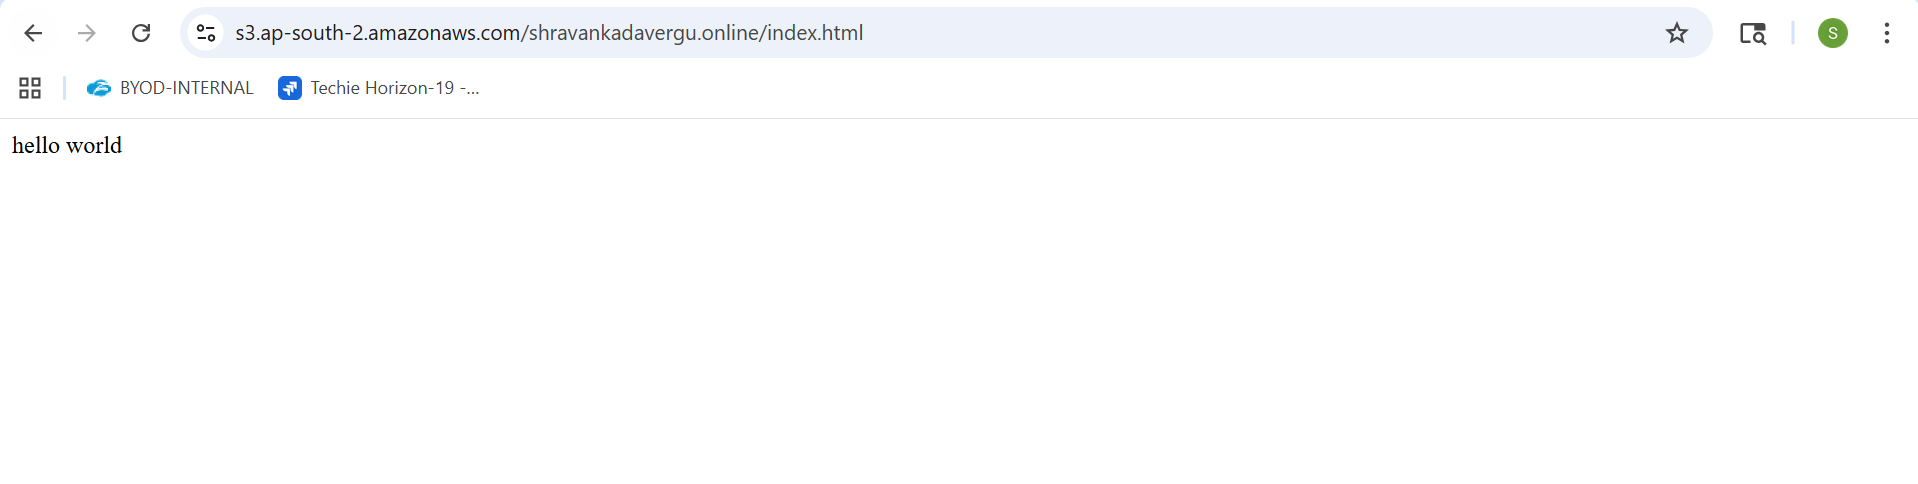 s3.ap-south-2.amazonaws.com/shravankadavergu.online/index.html
S
BYOD-INTERNAL
Techie Horizon-19 -...
hello world